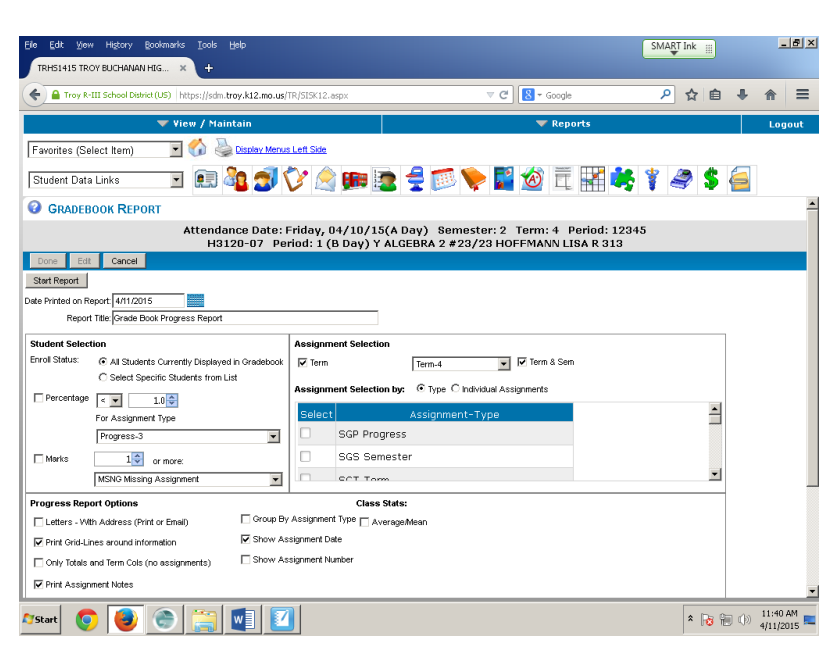 File Edit View History Bookmarks Tools Help
SMART Ink
TRHS1415 TROY BUCHANAN HIG... × +
Troy R-III School District (US) https://sdm.troy.k12.mo.us/TR/SISK12.aspx
8 Google
View / Maintain Reports Logout
Favorites (Select Item) Display Menus Left Side
Student Data Links
GRADEBOOK REPORT
Attendance Date: Friday, 04/10/15(A Day) Semester: 2 Term: 4 Period: 12345
H3120-07 Period: 1 (B Day) Y ALGEBRA 2 #23/23 HOFFMANN LISA R 313
Done Edit Cancel
Start Report
Date Printed on Report: 4/11/2015
Report Title: Grade Book Progress Report
Student Selection Assignment Selection
Enroll Status: All Students Currently Displayed in Gradebook Term Term-4 Term & Sem
Select Specific Students from List
Assignment Selection by: Type Individual Assignments
Percentage < 1.0
For Assignment Type
Select Assignment-Type
Progress-3
SGP Progress
Marks 1 or more:
SGS Semester
MSNG Missing Assignment
SCT Term
Progress Report Options Class Stats:
Letters - With Address (Print or Email) Group By Assignment Type Average/Mean
Print Grid-Lines around information Show Assignment Date
Only Totals and Term Cols (no assignments) Show Assignment Number
Print Assignment Notes
Start 11:40 AM
4/11/2015